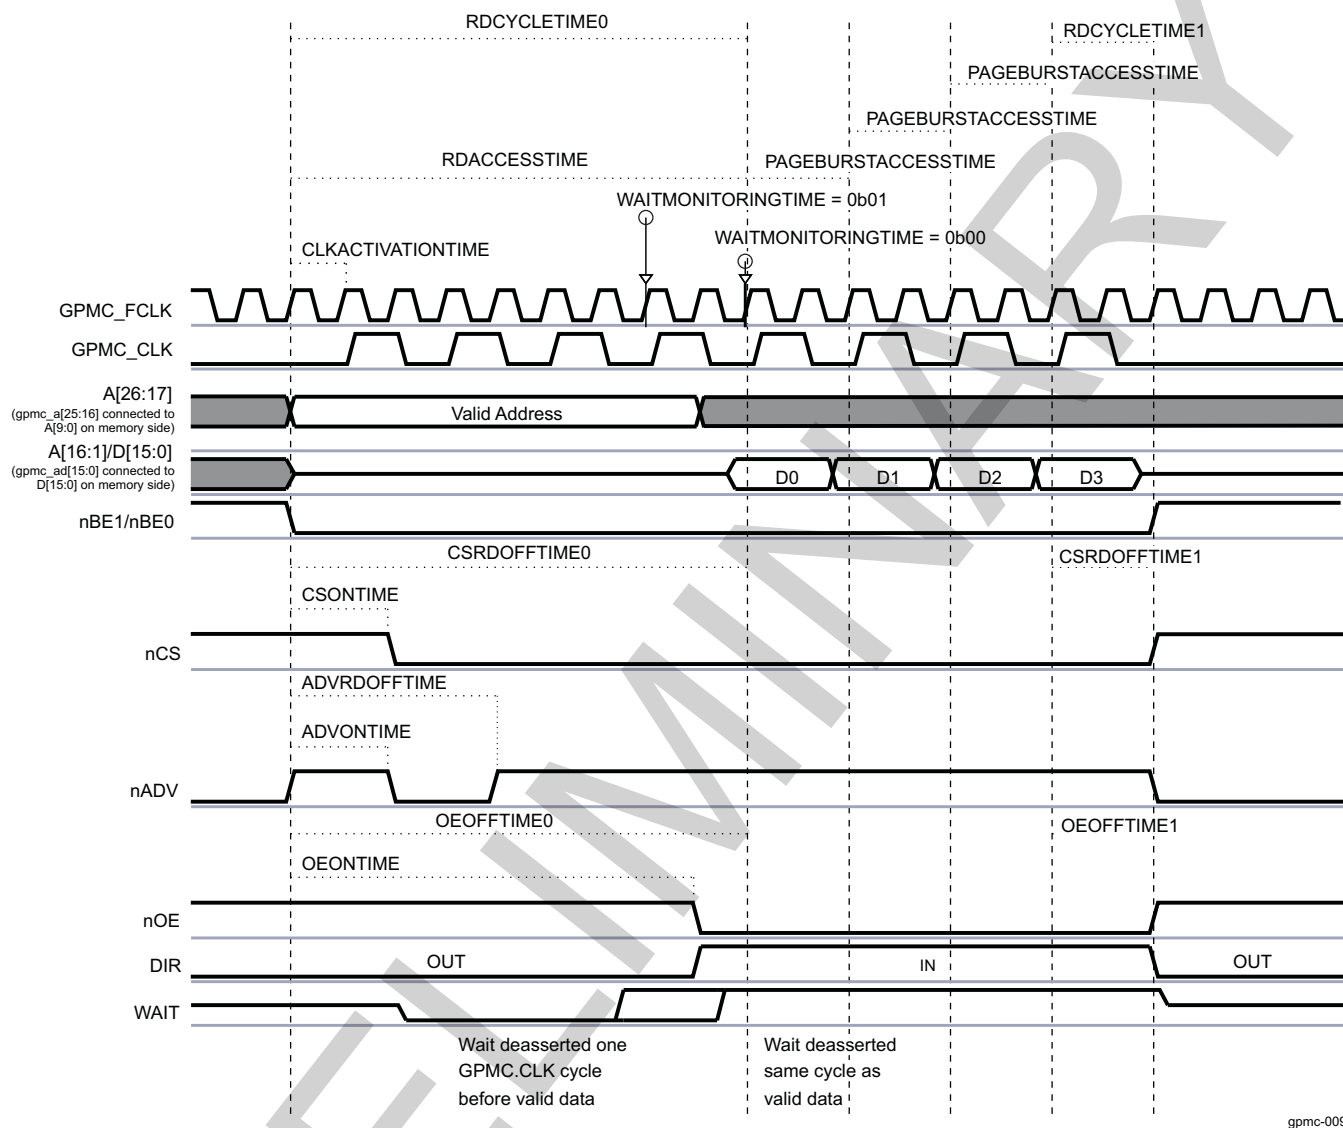 RDCYCLETIME0
RDCYCLETIME1
PAGEBURSTACCESSTIME
PAGEBURSTACCESSTIME
RDACCESSTIME
PAGEBURSTACCESSTIME
WAITMONITORINGTIME = 0b01
WAITMONITORINGTIME = 0b00
CLKACTIVATIONTIME
GPMC_FCLK
GPMC_CLK
A[26:17]
(gpmc_a[25:16] connected to
A[9:0] on memory side)
Valid Address
A[16:1]/D[15:0]
(gpmc_ad[15:0] connected to
D[15:0] on memory side)
D0
D1
D2
D3
nBE1/nBE0
CSRDOFFTIME0
CSRDOFFTIME1
CSONTIME
nCS
ADVRDOFFTIME
ADVONTIME
nADV
OEOFFTIME0
OEOFFTIME1
OEONTIME
nOE
DIR
OUT
IN
OUT
WAIT
Wait deasserted one
GPMC.CLK cycle
before valid data
Wait deasserted
same cycle as
valid data
gpmc-009
ELIMINARY